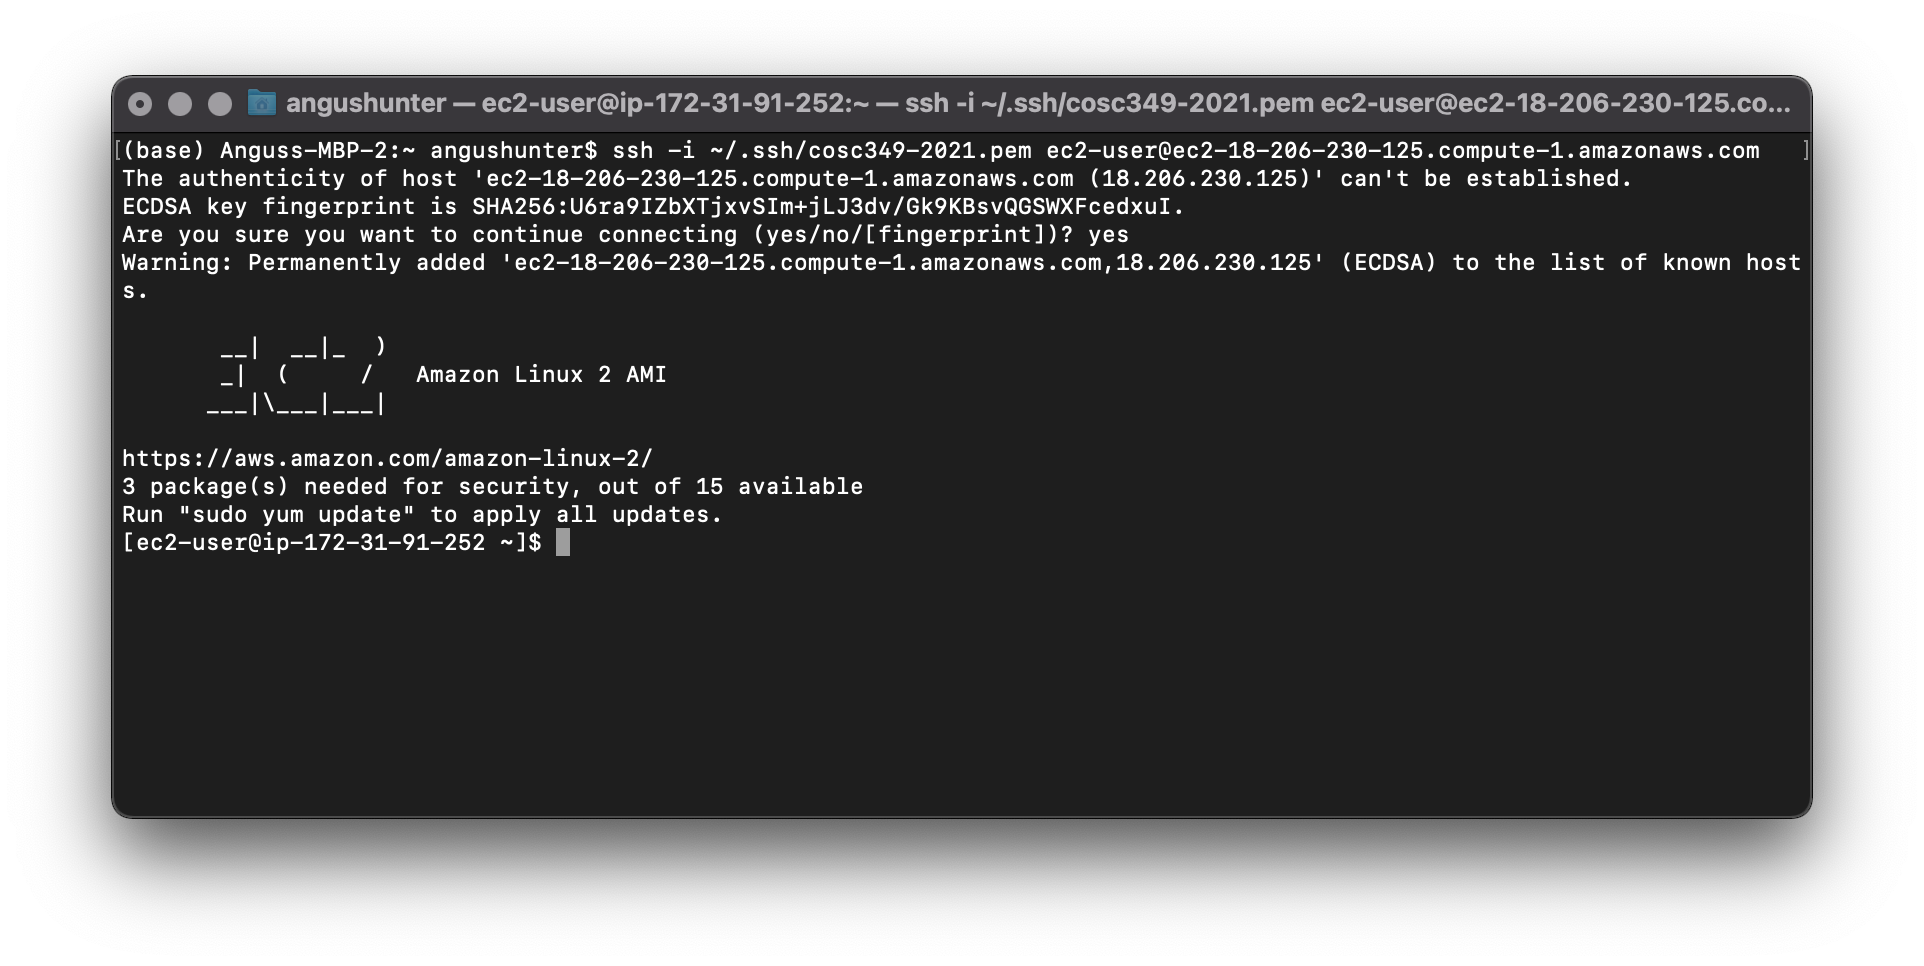 angushunter — ec2-user@ip-172-31-91-252:~ — ssh -i ~/.ssh/cosc349-2021.pem ec2-user@ec2-18-206-230-125.co...
[(base) Anguss-MBP-2:~ angushunter$ ssh -i ~/.ssh/cosc349-2021.pem ec2-user@ec2-18-206-230-125.compute-1.amazonaws.com   ]
The authenticity of host 'ec2-18-206-230-125.compute-1.amazonaws.com (18.206.230.125)' can't be established.
ECDSA key fingerprint is SHA256:U6ra9IZbXTjxvSIm+jLJ3dv/Gk9KBsvQGSWXFcedxuI.
Are you sure you want to continue connecting (yes/no/[fingerprint])? yes
Warning: Permanently added 'ec2-18-206-230-125.compute-1.amazonaws.com,18.206.230.125' (ECDSA) to the list of known host
s.
       __|  __|_  )
       _|  (     /   Amazon Linux 2 AMI
      ___|\___|___|
https://aws.amazon.com/amazon-linux-2/
3 package(s) needed for security, out of 15 available
Run "sudo yum update" to apply all updates.
[ec2-user@ip-172-31-91-252 ~]$